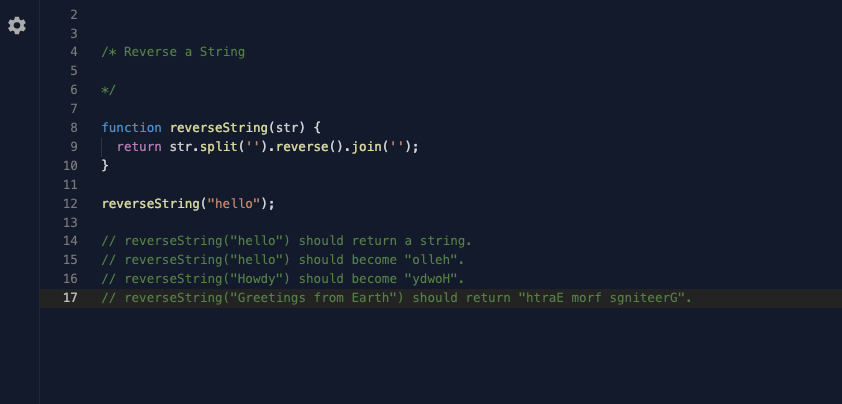 2
3
4 /* Reverse a String
5
6 */
7
8 function reverseString(str) {
9 return str.split('').reverse().join('');
10 }
11
12 reverseString("hello");
13
14 // reverseString("hello") should return a string.
15 // reverseString("hello") should become "olleh".
16 // reverseString("Howdy") should become "ydwoH".
17 // reverseString("Greetings from Earth") should return "htraE morf sgniteerG".